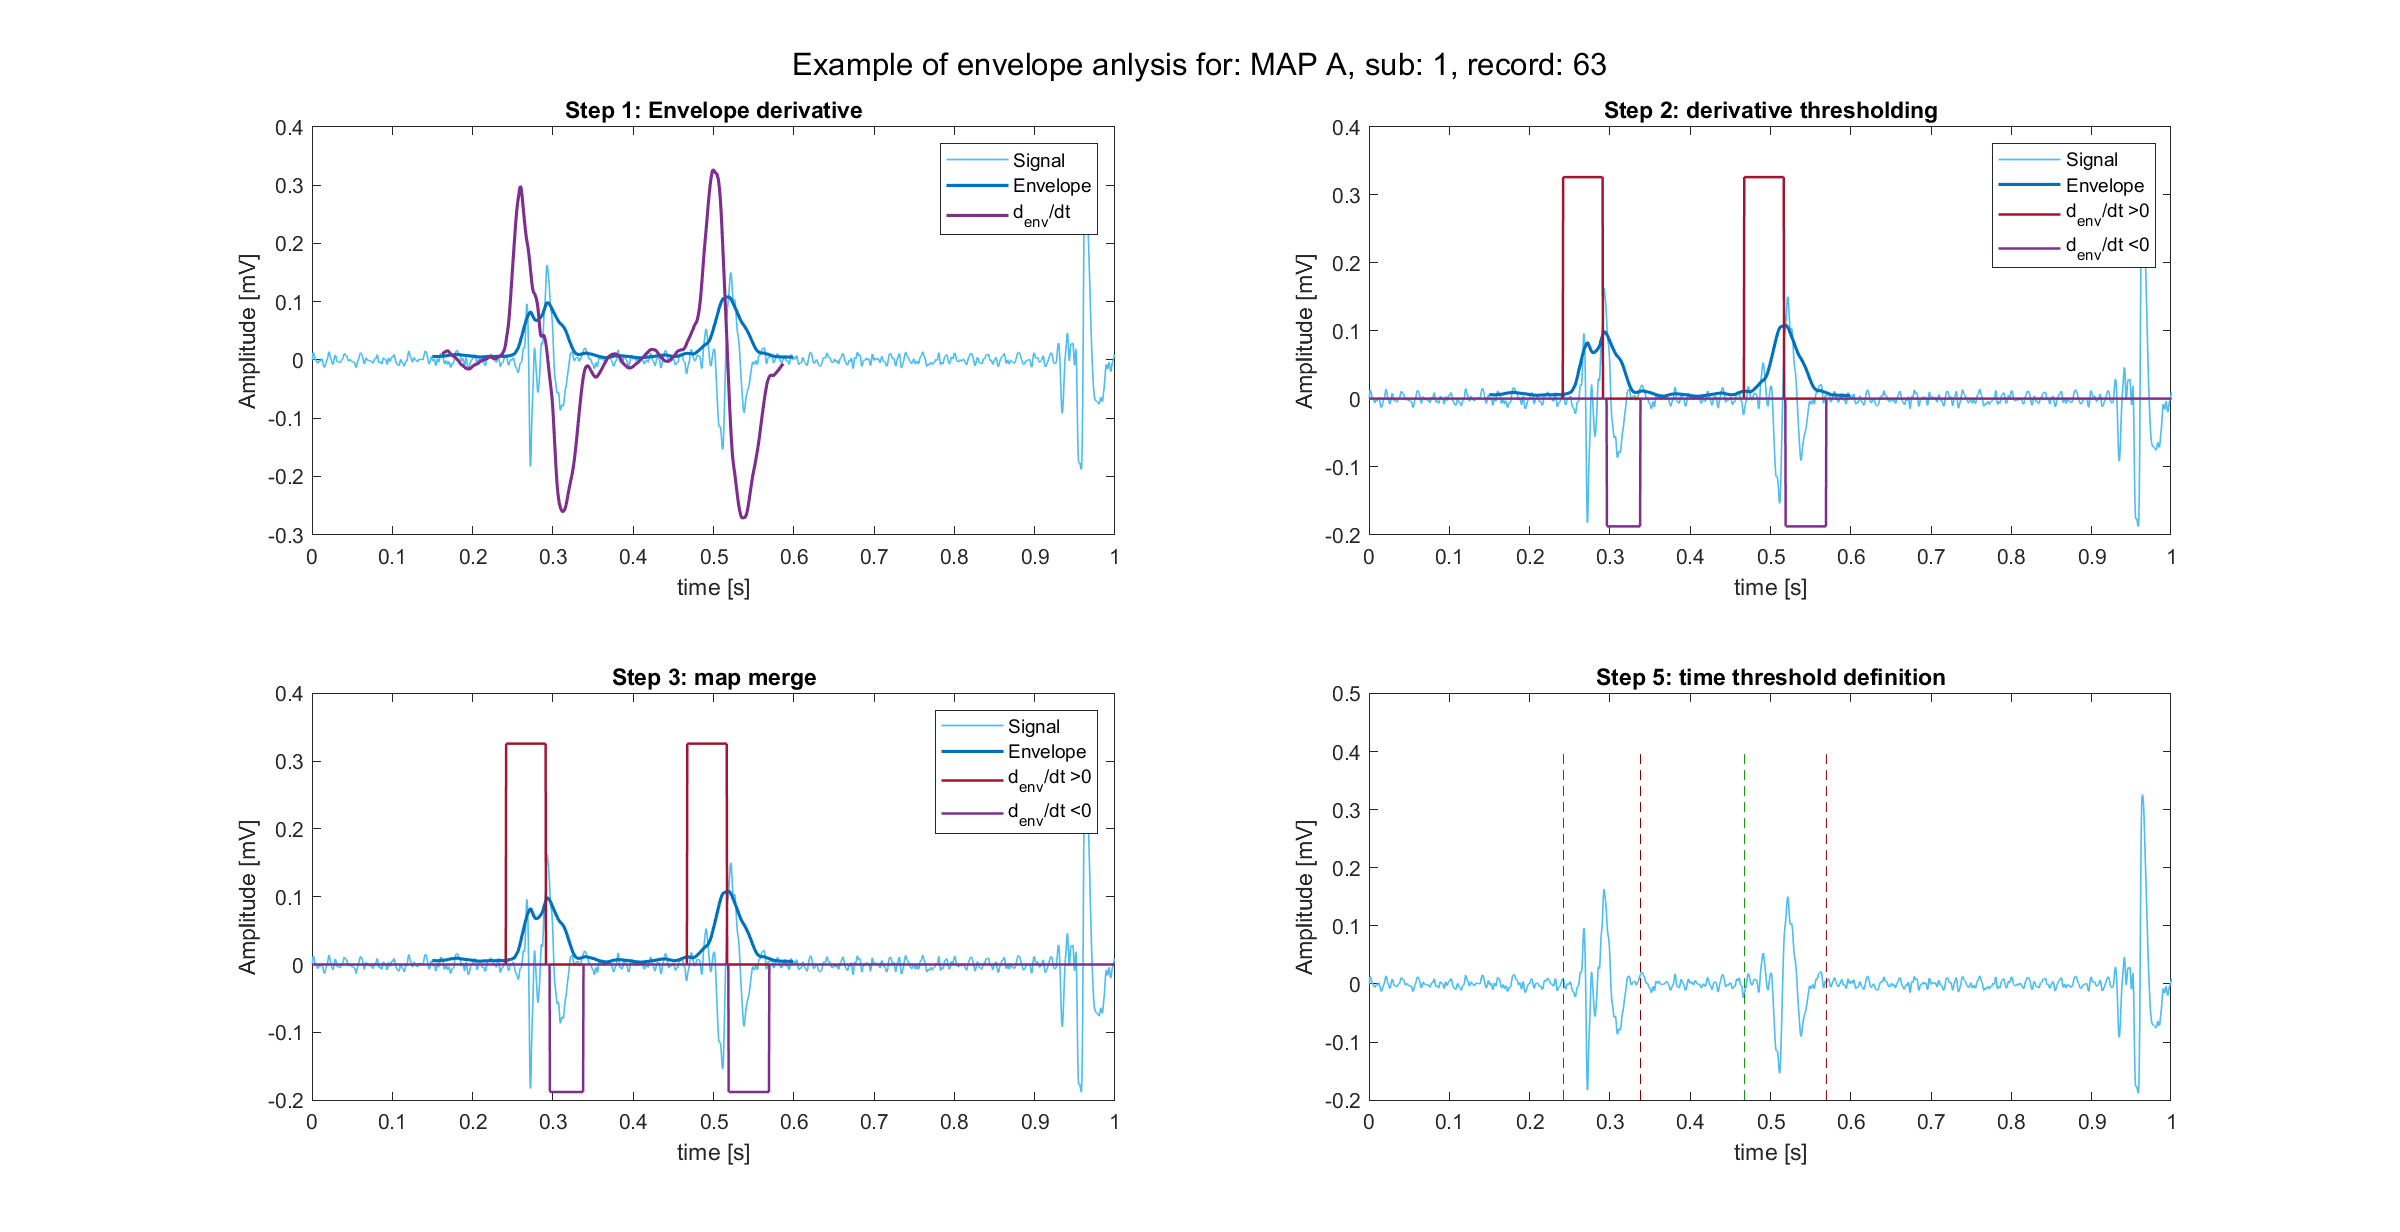 Example of envelope anlysis for: MAP A, sub: 1, record: 63
Step 1: Envelope derivative
0.4
0.3
0.2
0.1
0
-0.1
-0.2
-0.3
Amplitude [mV]
0 0.1 0.2 0.3 0.4 0.5 0.6 0.7 0.8 0.9 1
time [s]
Signal
Envelope
d_env/dt
Step 2: derivative thresholding
0.4
0.3
0.2
0.1
0
-0.1
-0.2
Amplitude [mV]
0 0.1 0.2 0.3 0.4 0.5 0.6 0.7 0.8 0.9 1
time [s]
Signal
Envelope
d_env/dt >0
d_env/dt <0
Step 3: map merge
0.4
0.3
0.2
0.1
0
-0.1
-0.2
Amplitude [mV]
0 0.1 0.2 0.3 0.4 0.5 0.6 0.7 0.8 0.9 1
time [s]
Signal
Envelope
d_env/dt >0
d_env/dt <0
Step 5: time threshold definition
0.5
0.4
0.3
0.2
0.1
0
-0.1
-0.2
Amplitude [mV]
0 0.1 0.2 0.3 0.4 0.5 0.6 0.7 0.8 0.9 1
time [s]